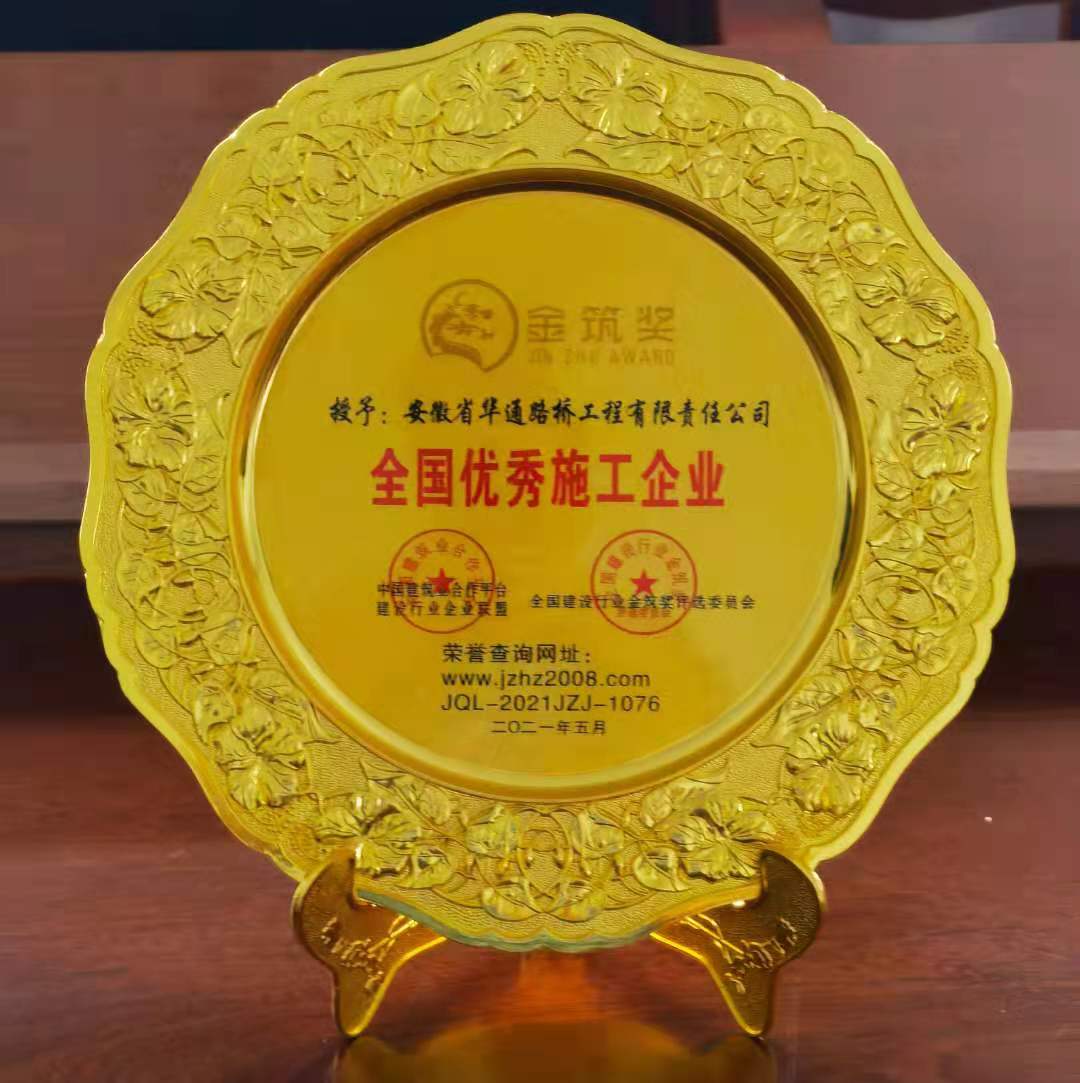 金筑奖
JIN ZHU AWARD
授予：安徽省华通路桥工程有限责任公司
全国优秀施工企业
中国建筑业合作平台
建设行业企业联盟
全国建设行业金筑奖评选委员会
荣誉查询网址：
www.jzhz2008.com
JQL-2021JZJ-1076
二〇二一年五月